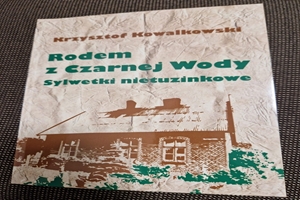 Krzysztof Kowalkowski
Rodem
z Czarnej Wody
Sylwetki nietuzinkowe